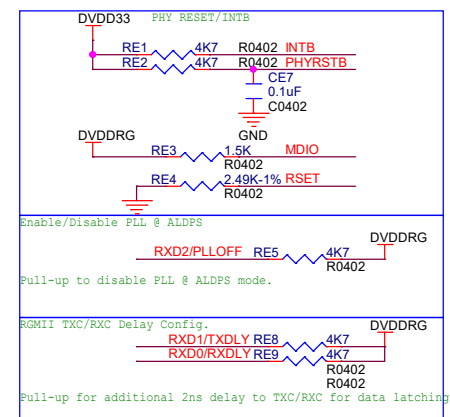 DVDD33 PHY RESET/INTB
RE1 4K7 R0402 INTB
RE2 4K7 R0402 PHYRSTB
CE7
0.1uF
C0402
DVDDRG GND
RE3 1.5K MDIO
R0402
RE4 2.49K-1% RSET
R0402
Enable/Disable PLL @ ALDPS
DVDDRG
RXD2/PLLOFF RE5 4K7
R0402
Pull-up to disable PLL @ ALDPS mode.
RGMII TXC/RXC Delay Config.
DVDDRG
RXD1/TXDLY RE8 4K7
RXD0/RXDLY RE9 4K7
R0402
R0402
Pull-up for additional 2ns delay to TXC/RXC for data latching